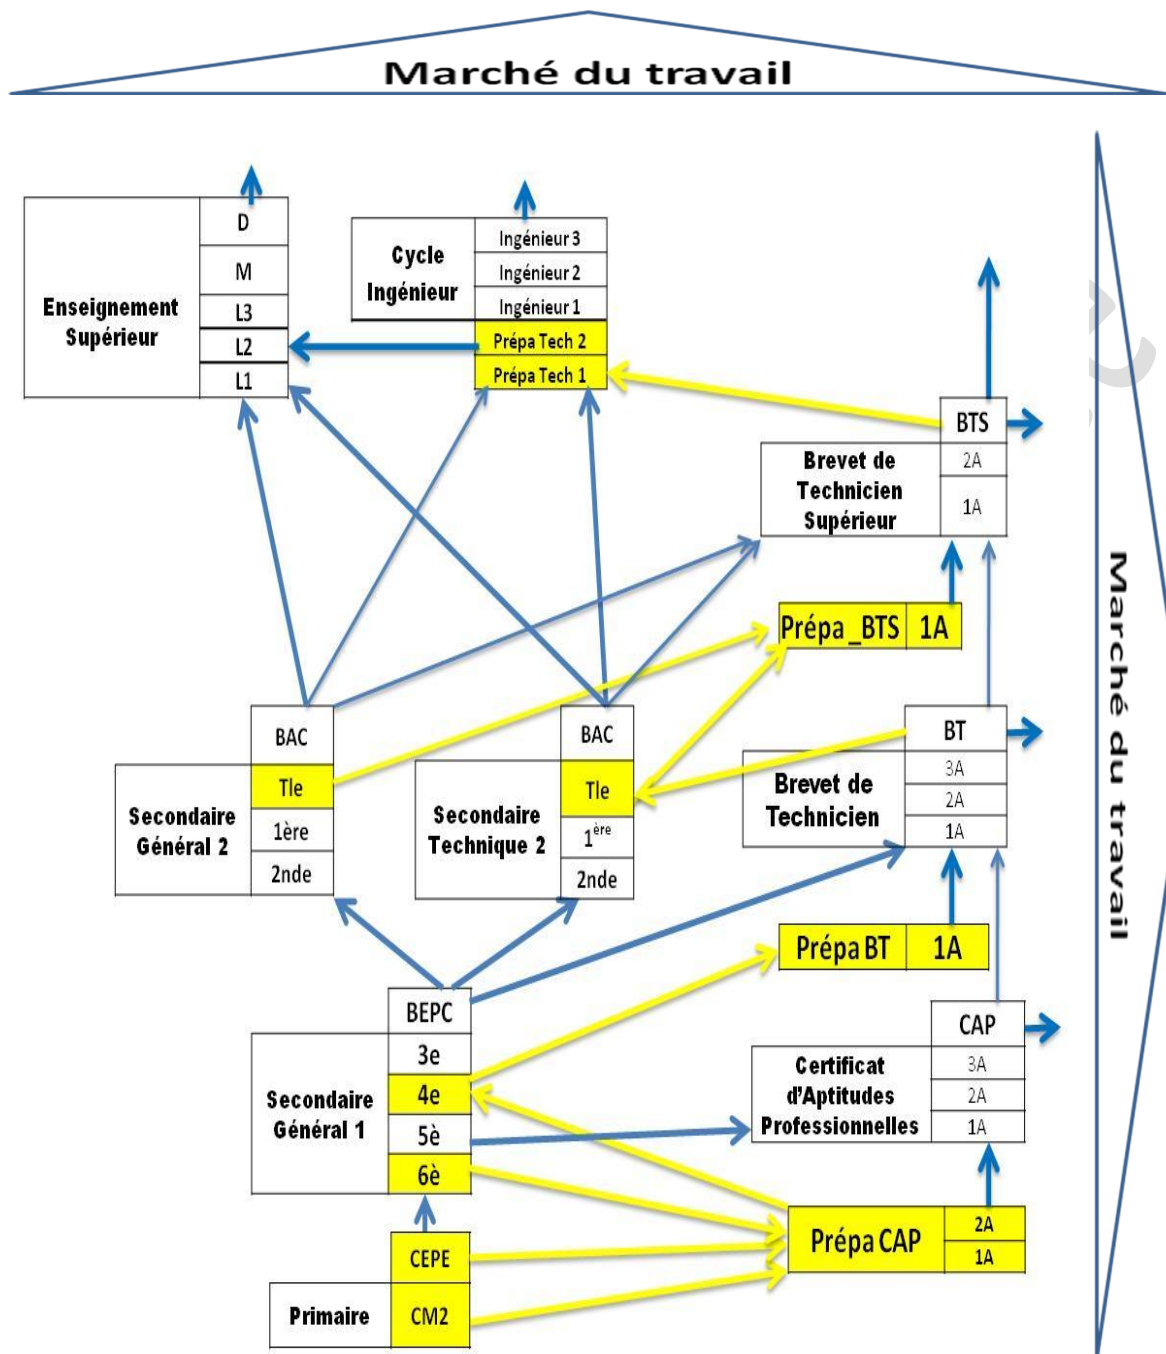 Marché du travail
Enseignement
Supérieur
D
M
L3
L2
L1
Cycle
Ingénieur
Ingénieur 3
Ingénieur 2
Ingénieur 1
Prépa Tech 2
Prépa Tech 1
BTS
Brevet de
Technicien
Supérieur
2A
1A
Prépa_BTS 1A
BAC
Secondaire
Général 2
Tle
1ère
2nde
BAC
Secondaire
Technique 2
Tle
1ère
2nde
BT
Brevet de
Technicien
3A
2A
1A
Prépa BT 1A
BEPC
Secondaire
Général 1
3e
4e
5è
6è
CAP
Certificat
d'Aptitudes
Professionnelles
3A
2A
1A
Prépa CAP
2A
1A
CEPE
Primaire
CM2
Marché du travail